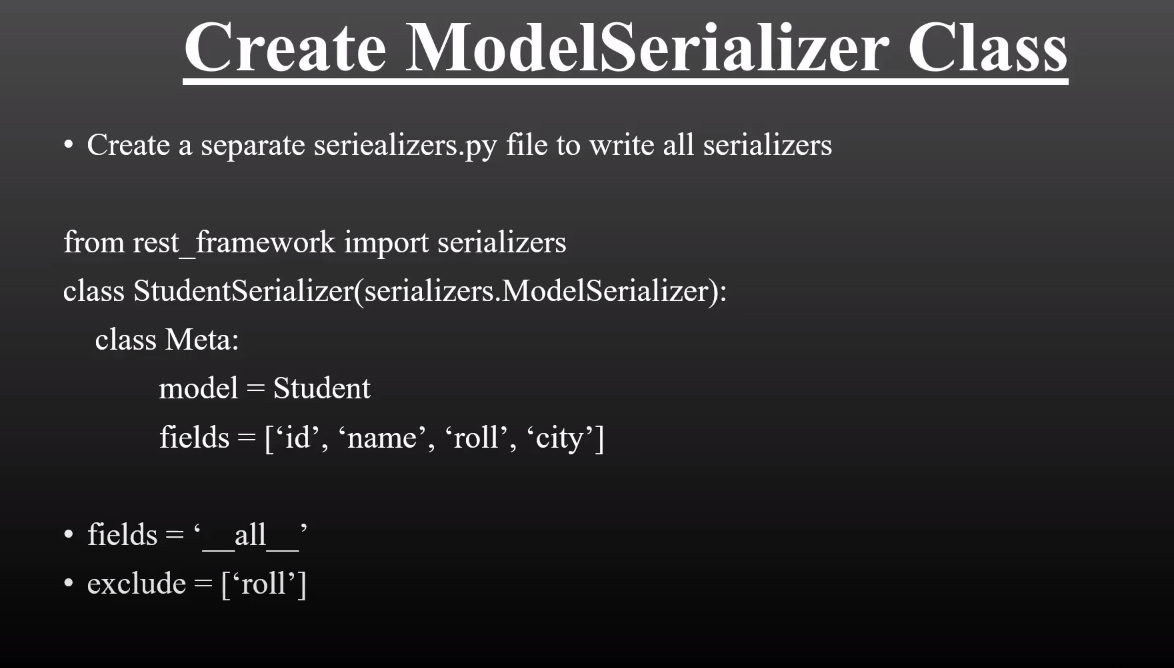 Create ModelSerializer Class
• Create a separate seriealizers.py file to write all serializers
from rest_framework import serializers
class StudentSerializer(serializers.ModelSerializer):
class Meta:
model = Student
fields = [‘id’, ‘name’, ‘roll’, ‘city’]
• fields = ‘__all__’
• exclude = [‘roll’]